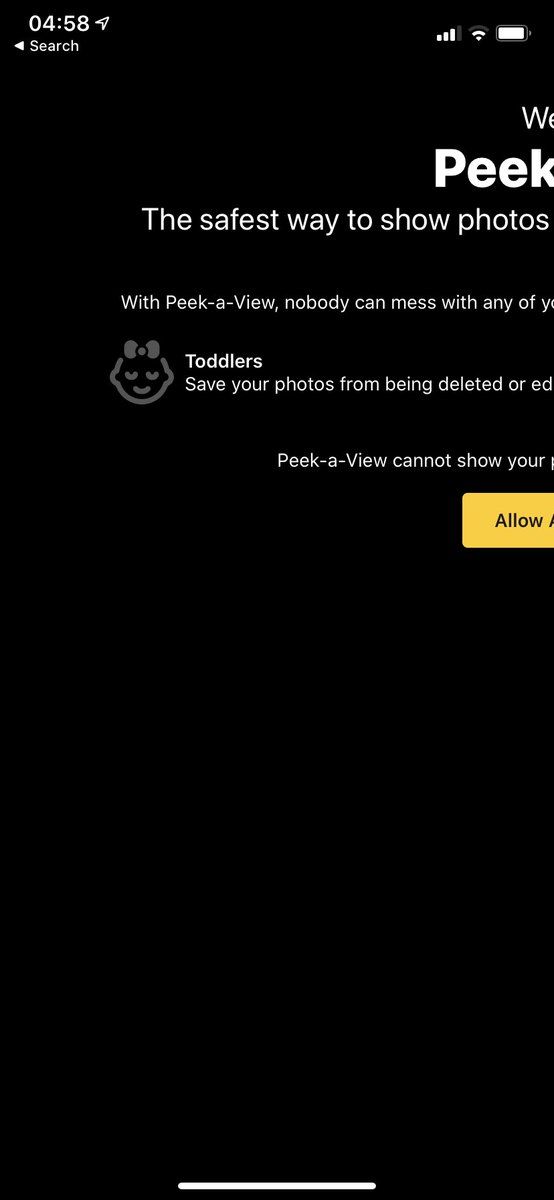 04:58
◀ Search
We
Peek
The safest way to show photos
With Peek-a-View, nobody can mess with any of yo
Toddlers
Save your photos from being deleted or ed
Peek-a-View cannot show your p
Allow A